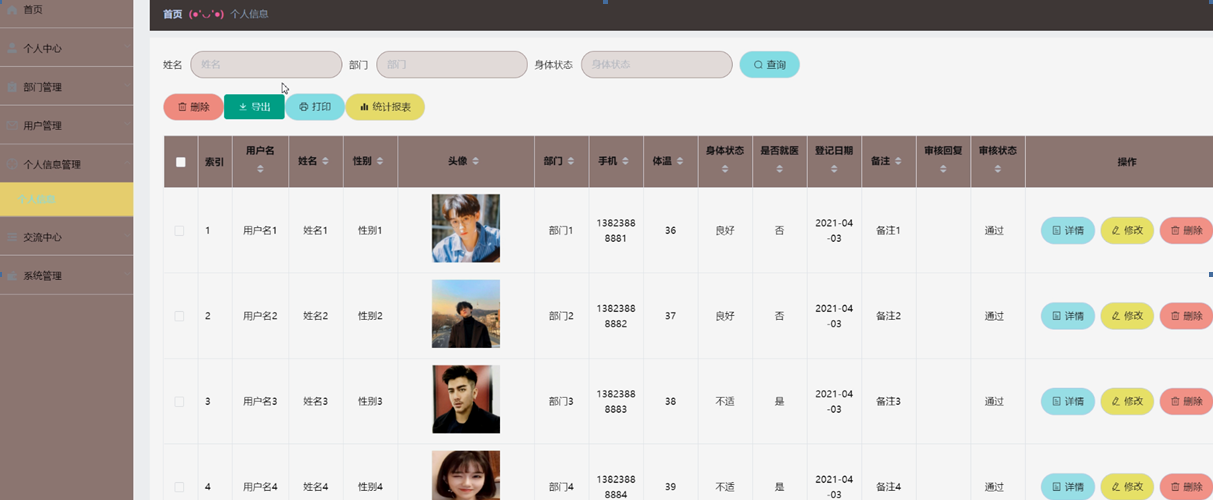 首页
个人中心
部门管理
用户管理
个人信息管理
个人信息
交流中心
系统管理
首页 (●'◡'●) 个人信息
姓名 姓名 部门 部门 身体状态 身体状态 查询
删除 导出 打印 统计报表
索引 用户名 姓名 性别 头像 部门 手机 体温 身体状态 是否就医 登记日期 备注 审核回复 审核状态 操作
1 用户名1 姓名1 性别1 部门1 1382388 36 良好 否 2021-04 备注1 通过 详情 修改 删除
8881 -03
2 用户名2 姓名2 性别2 部门2 1382388 37 良好 否 2021-04 备注2 通过 详情 修改 删除
8882 -03
3 用户名3 姓名3 性别3 部门3 1382388 38 不适 是 2021-04 备注3 通过 详情 修改 删除
8883 -03
4 用户名4 姓名4 性别4 部门4 1382388 39 不适 是 2021-04 备注4 通过 详情 修改 删除
8884 -03